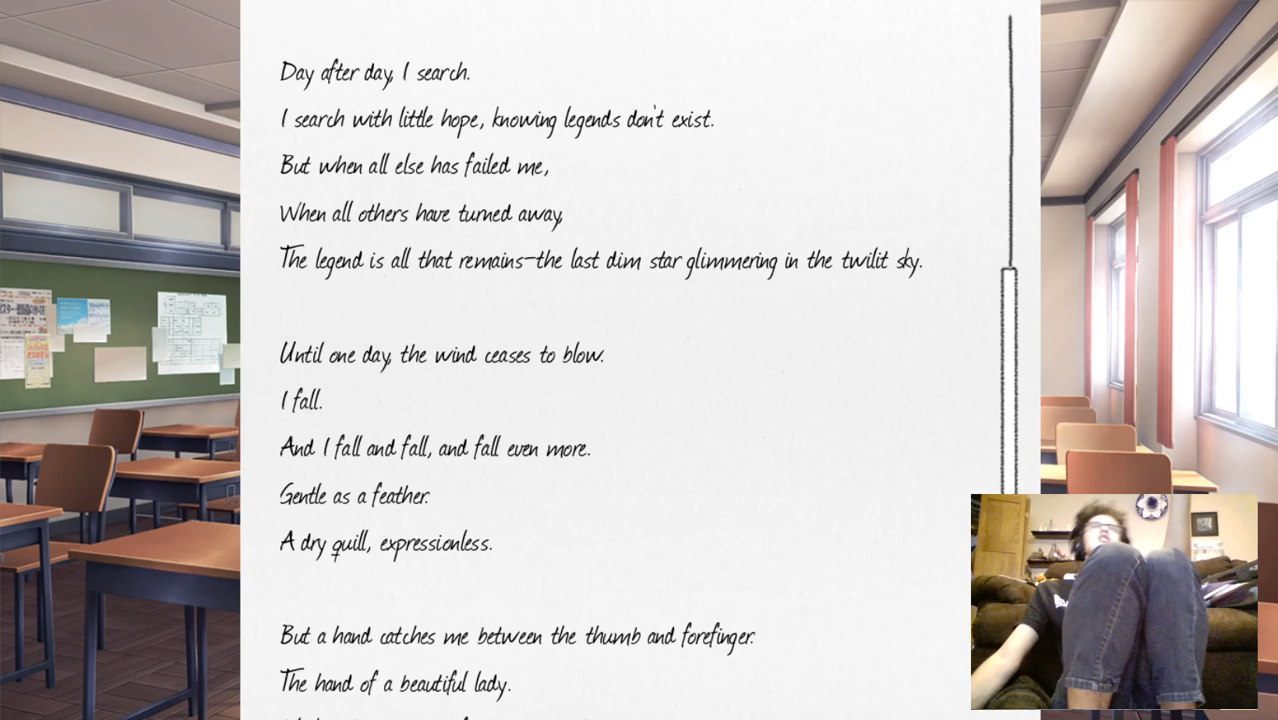 Day after day, I search.
I search with little hope, knowing legends don't exist.
But when all else has failed me,
When all others have turned away,
The legend is all that remains—the last dim star glimmering in the twilit sky.
Until one day, the wind ceases to blow.
I fall.
And I fall and fall, and fall even more.
Gentle as a feather.
A dry quill, expressionless.
But a hand catches me between the thumb and forefinger.
The hand of a beautiful lady.